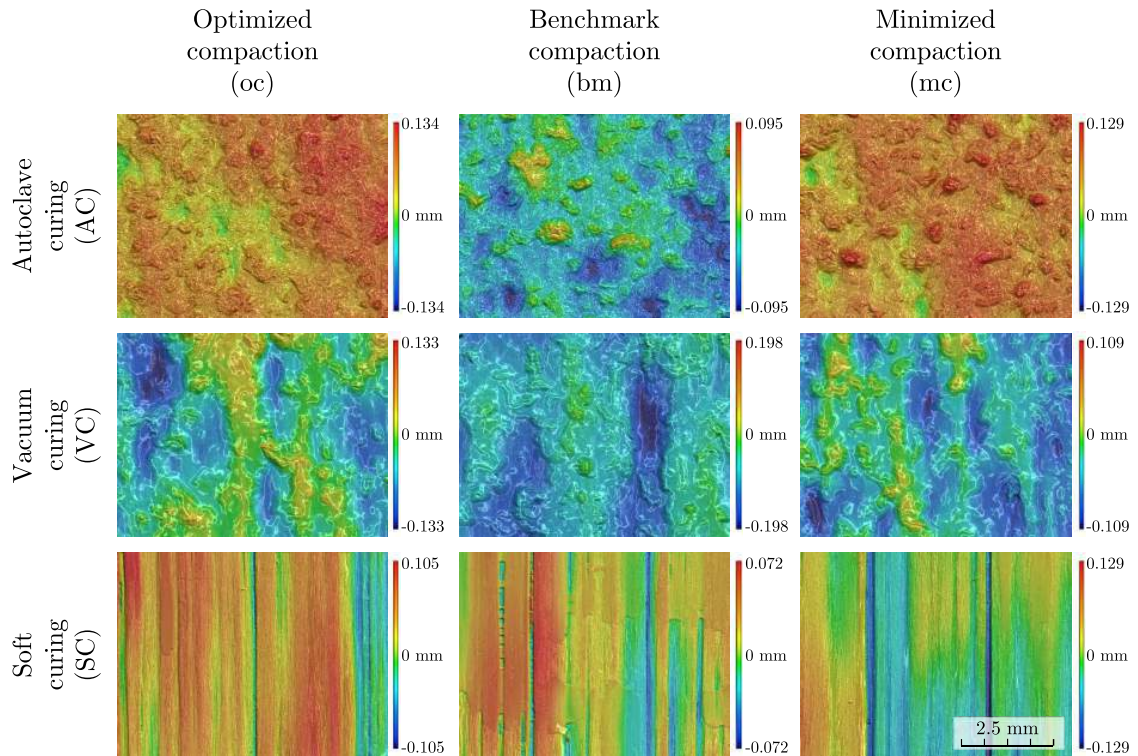 Optimized
compaction
(oc)
Benchmark
compaction
(bm)
Minimized
compaction
(mc)
Autoclave
curing
(AC)
0.134
0 mm
-0.134
0.095
0 mm
-0.095
0.129
0 mm
-0.129
Vacuum
curing
(VC)
0.133
0 mm
-0.133
0.198
0 mm
-0.198
0.109
0 mm
-0.109
Soft
curing
(SC)
0.105
0 mm
-0.105
0.072
0 mm
-0.072
0.129
0 mm
-0.129
2.5 mm